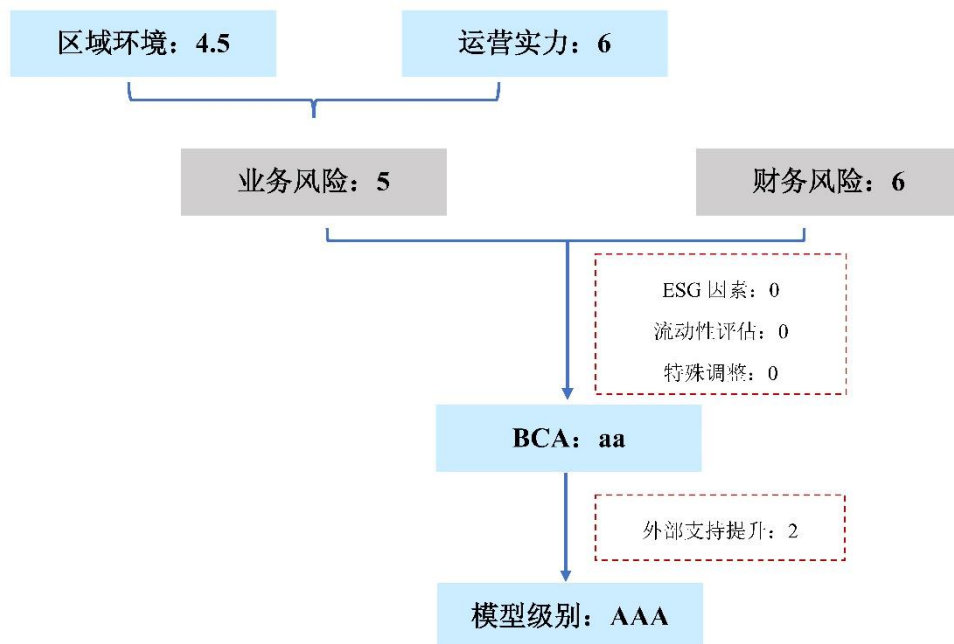 区域环境：4.5
运营实力：6
业务风险：5
财务风险：6
ESG 因素：0
流动性评估：0
特殊调整：0
BCA：aa
外部支持提升：2
模型级别：AAA